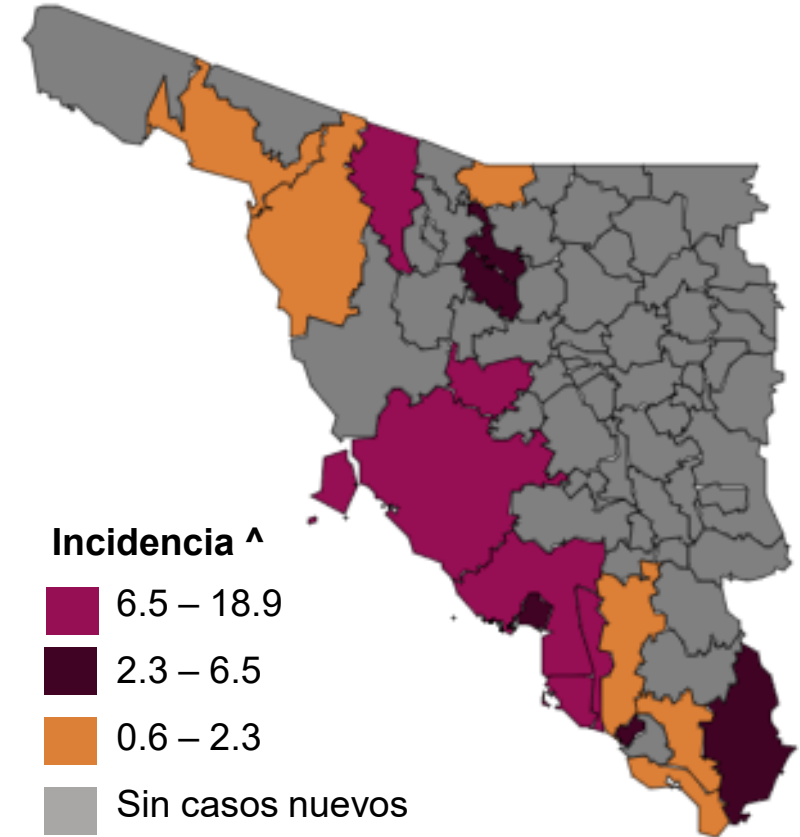 Incidencia ^
6.5 – 18.9
2.3 – 6.5
0.6 – 2.3
Sin casos nuevos